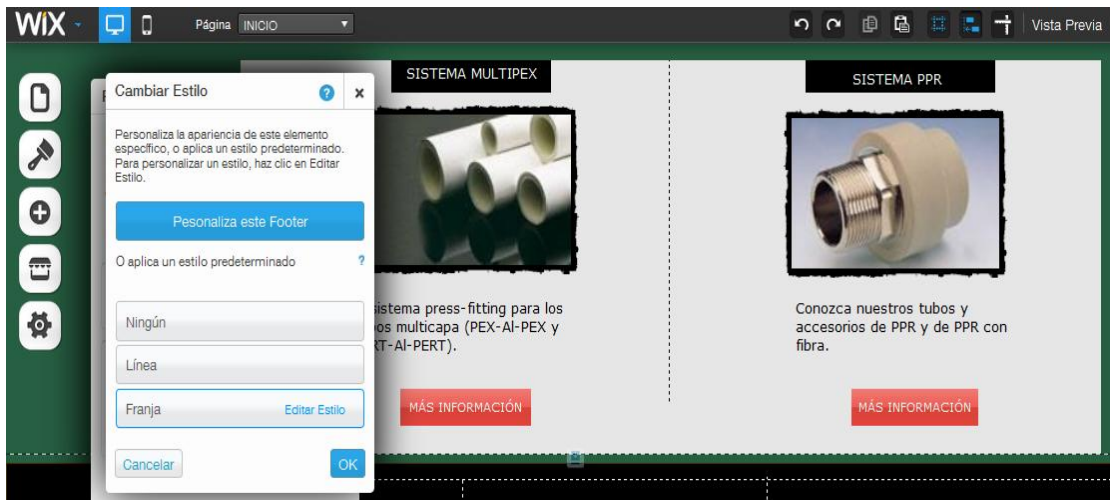 WiX
Página INICIO
Vista Previa
Cambiar Estilo ? x
Personaliza la apariencia de este elemento
específico, o aplica un estilo predeterminado.
Para personalizar un estilo, haz clic en Editar
Estilo.
Pesonaliza este Footer
O aplica un estilo predeterminado ?
Ningún
Línea
Franja Editar Estilo
Cancelar OK
SISTEMA MULTIPEX
sistema press-fitting para los
multicapa (PEX-Al-PEX y
RT-Al-PERT).
MÁS INFORMACIÓN
SISTEMA PPR
Conozca nuestros tubos y
accesorios de PPR y de PPR con
fibra.
MÁS INFORMACIÓN